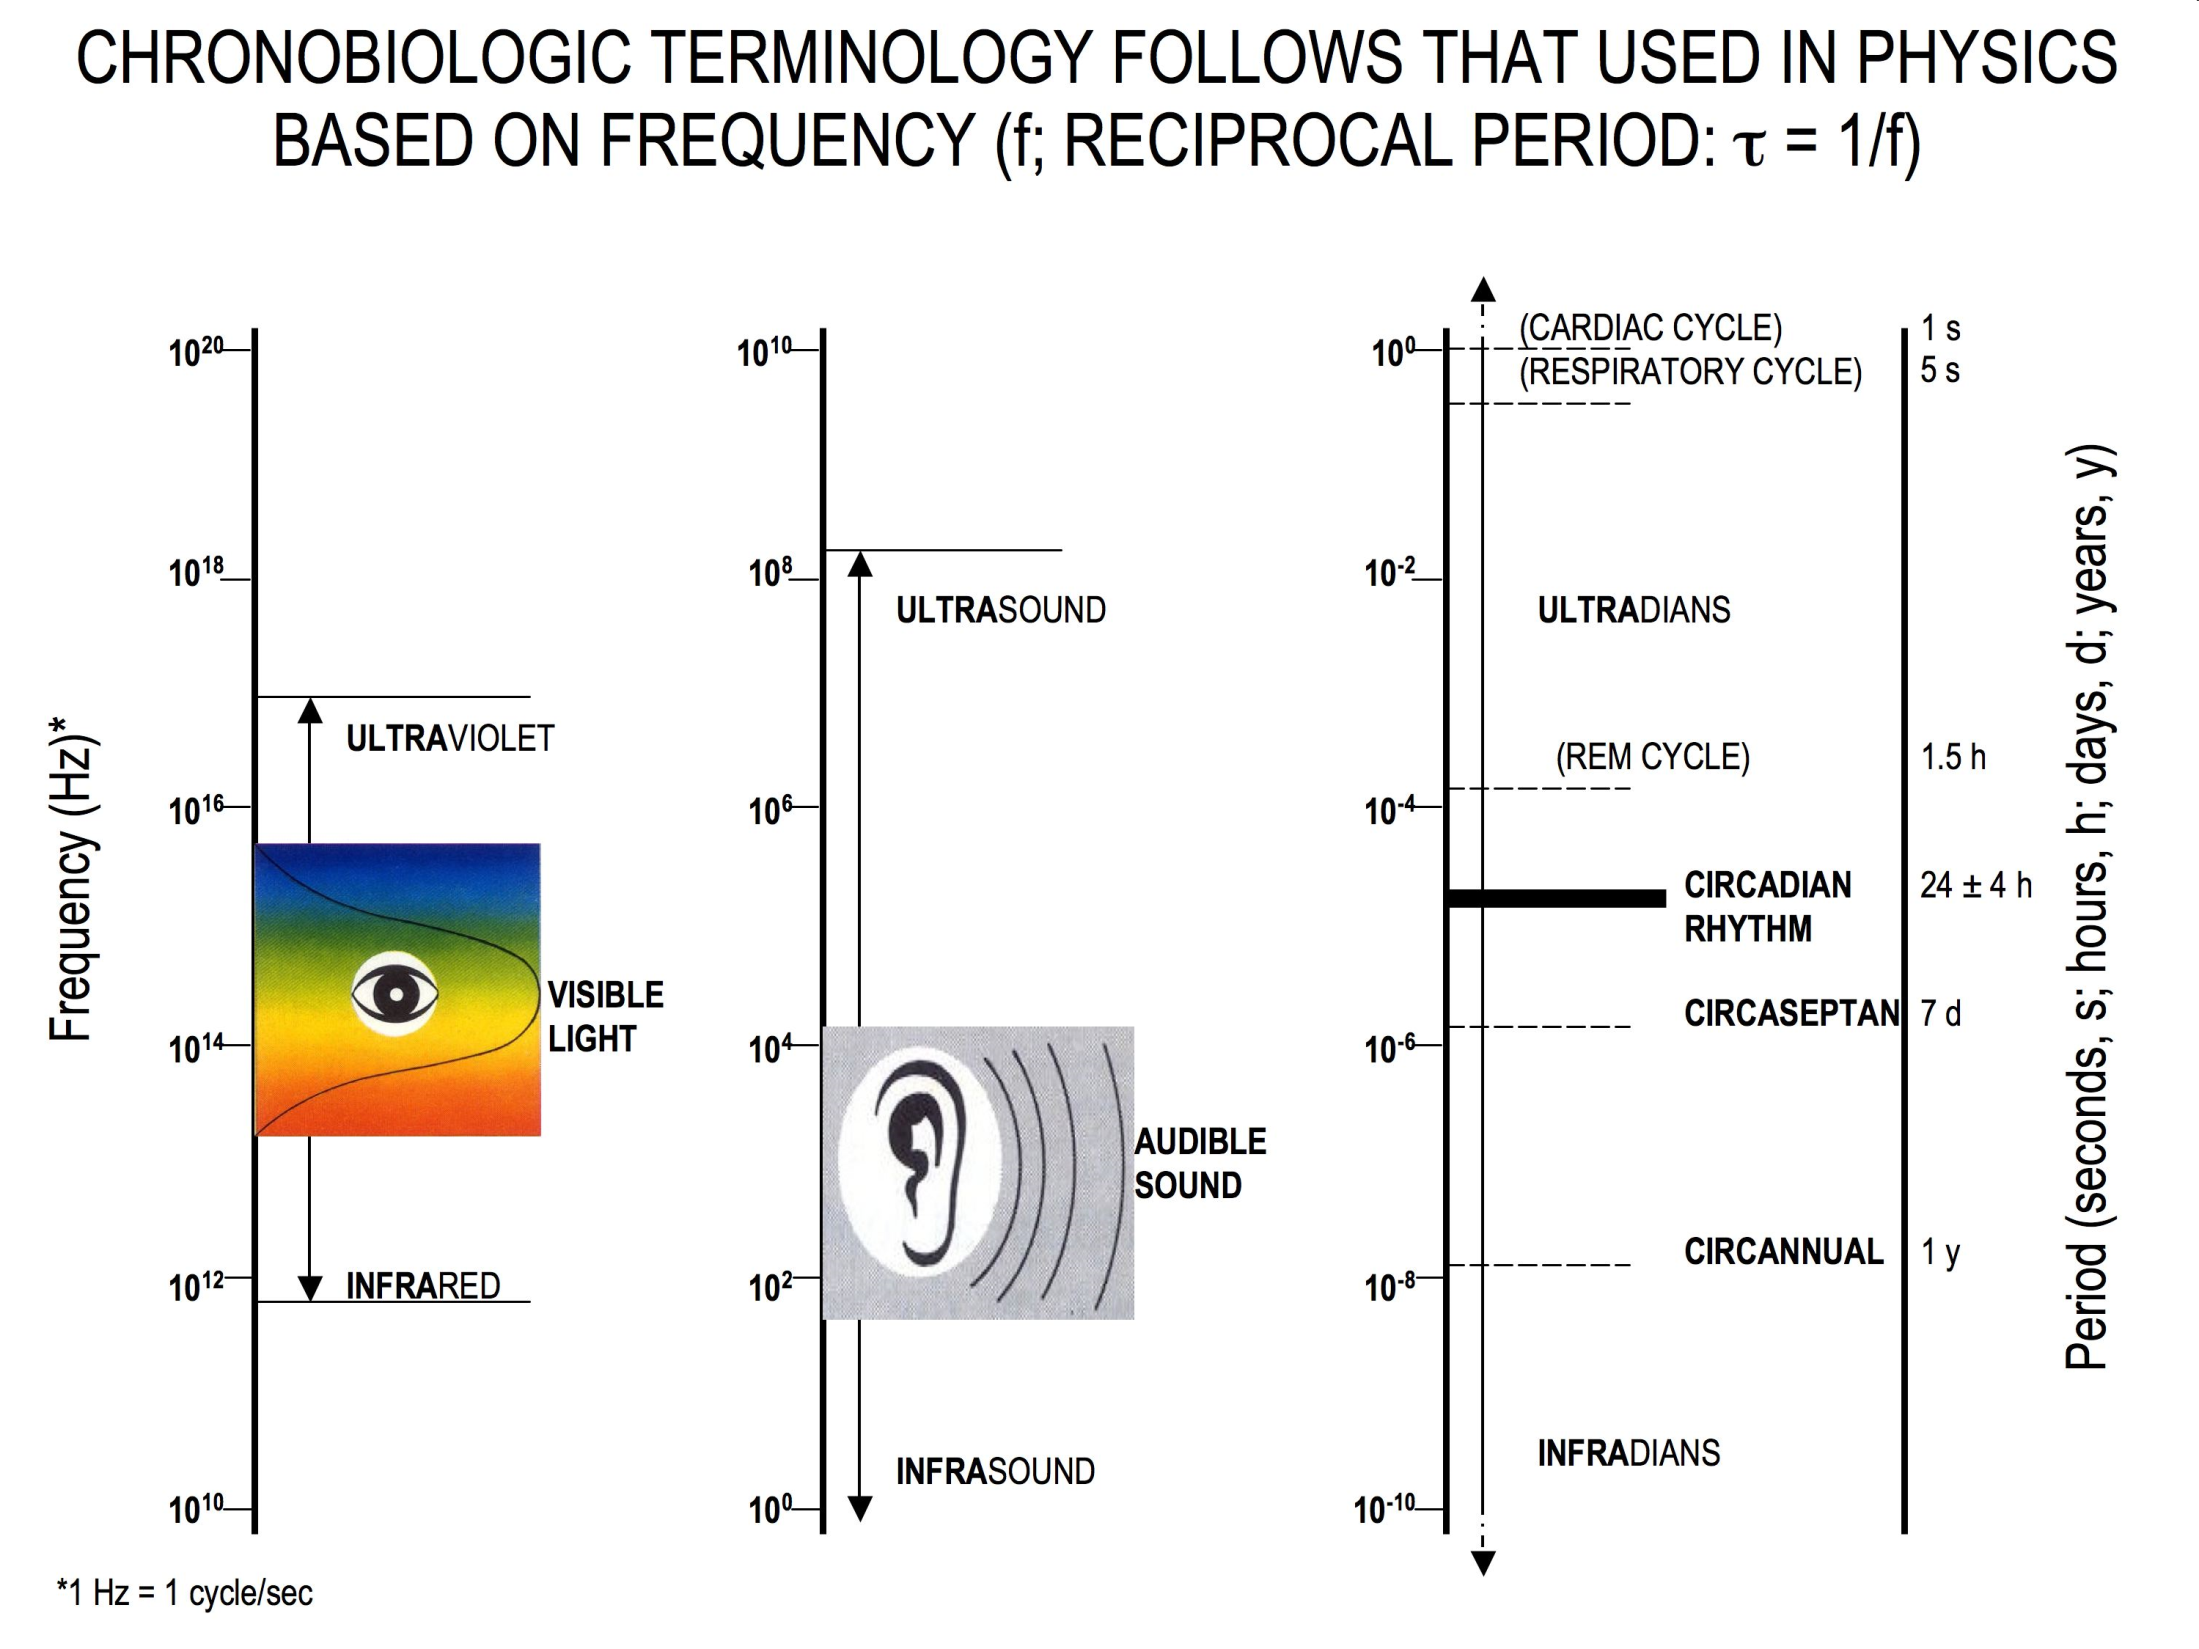 CHRONOBIOLOGIC TERMINOLOGY FOLLOWS THAT USED IN PHYSICS
BASED ON FREQUENCY (f; RECIPROCAL PERIOD: τ = 1/f)
Frequency (Hz)*
10²⁰
10¹⁸
10¹⁶
10¹⁴
10¹²
10¹⁰
ULTRAVIOLET
VISIBLE
LIGHT
INFRARED
10¹⁰
10⁸
10⁶
10⁴
10²
10⁰
ULTRASOUND
AUDIBLE
SOUND
INFRASOUND
10⁰
10⁻²
10⁻⁴
10⁻⁶
10⁻⁸
10⁻¹⁰
(CARDIAC CYCLE) 1 s
(RESPIRATORY CYCLE) 5 s
ULTRADIANS
(REM CYCLE) 1.5 h
CIRCADIAN 24 ± 4 h
RHYTHM
CIRCASEPTAN 7 d
CIRCANNUAL 1 y
INFRADIANS
Period (seconds, s; hours, h; days, d; years, y)
*1 Hz = 1 cycle/sec